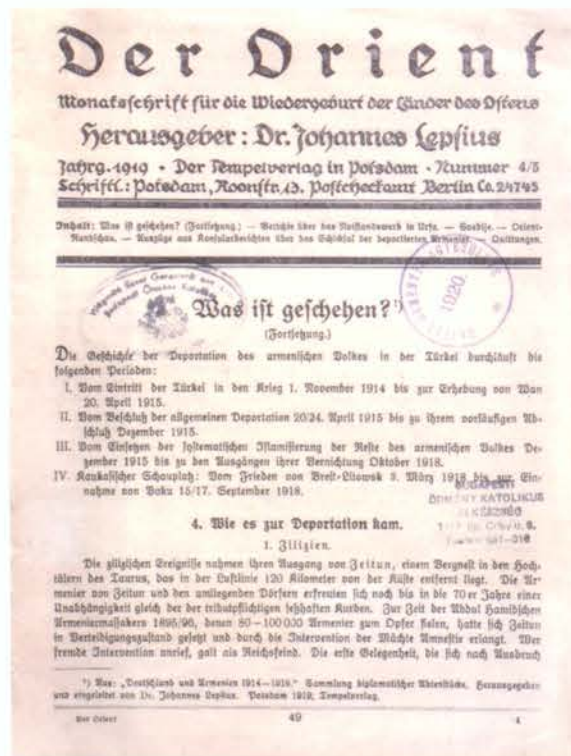 Der Orient
Monatsschrift für die Wiedergeburt der Länder des Ostens
Herausgeber: Dr. Johannes Lepsius
Jahrg. 1919 • Der Tempelverlag in Potsdam • Nummer 4/5
Schriftl.: Potsdam, Roonstr. 13. Postscheckamt Berlin Co. 24745
Inhalt: Was ist geschehen? (Fortsetzung.) — Berichte über das Notstandswerk in Urfa. — Saadije. — Orient-
Rundschau. — Auszüge aus Konsularberichten über das Schicksal der deportierten Armenier. — Quittungen.
1920.
Was ist geschehen?¹)
(Fortsetzung.)
Die Geschichte der Deportation des armenischen Volkes in der Türkei durchläuft die
folgenden Perioden:
I. Vom Eintritt der Türkei in den Krieg 1. November 1914 bis zur Erhebung von Wan
20. April 1915.
II. Vom Beschluß der allgemeinen Deportation 20/24. April 1915 bis zu ihrem vorläufigen Ab-
schluß Dezember 1915.
III. Vom Einsetzen der systematischen Islamisierung der Reste des armenischen Volkes De-
zember 1915 bis zu den Ausgängen ihrer Vernichtung Oktober 1918.
IV. Kaukasischer Schauplatz: Vom Frieden von Brest-Litowsk 3. März 1918 bis zur Ein-
nahme von Baku 15/17. September 1918.
BUDAPESTI
ÖRMÉNY KATOLIKUS
LELKÉSZSÉG
4. Wie es zur Deportation kam.
1. Zilizien.
Die zilizischen Ereignisse nahmen ihren Ausgang von Zeitun, einem Bergnest in den Hoch-
tälern des Taurus, das in der Luftlinie 120 Kilometer von der Küste entfernt liegt. Die Ar-
menier von Zeitun und den umliegenden Dörfern erfreuten sich noch bis in die 70er Jahre einer
Unabhängigkeit gleich der der tributpflichtigen seßhaften Kurden. Zur Zeit der Abdul Hamidischen
Armeniermassakers 1895/96, denen 80—100 000 Armenier zum Opfer fielen, hatte sich Zeitun
in Verteidigungszustand gesetzt und durch die Intervention der Mächte Amnestie erlangt. Wer
fremde Intervention anrief, galt als Reichsfeind. Die erste Gelegenheit, die sich nach Ausbruch
¹) Aus: „Deutschland und Armenien 1914—1918." Sammlung diplomatischer Aktenstücke. Herausgegeben
und eingeleitet von Dr. Johannes Lepsius. Potsdam 1919; Tempelverlag.
Der Orient 49 4